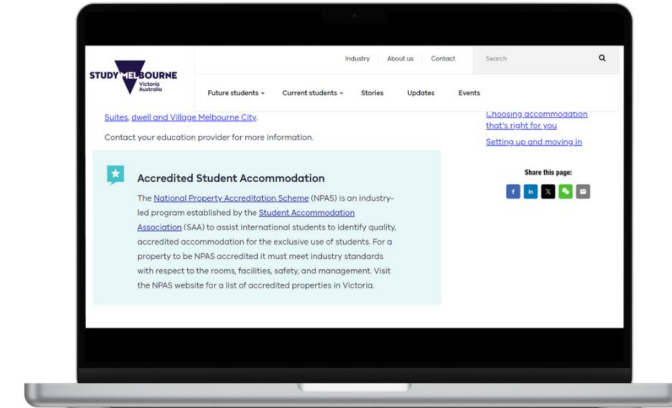 Industry About us Contact Search
STUDY MELBOURNE
Victoria
Australia
Future students Current students Stories Updates Events
Suites, dwell and Village Melbourne City.
Contact your education provider for more information.
Accredited Student Accommodation
The National Property Accreditation Scheme (NPAS) is an industry-
led program established by the Student Accommodation
Association (SAA) to assist international students to identify quality,
accredited accommodation for the exclusive use of students. For a
property to be NPAS accredited it must meet industry standards
with respect to the rooms, facilities, safety, and management. Visit
the NPAS website for a list of accredited properties in Victoria.
Choosing accommodation
that's right for you
Setting up and moving in
Share this page:
f in X